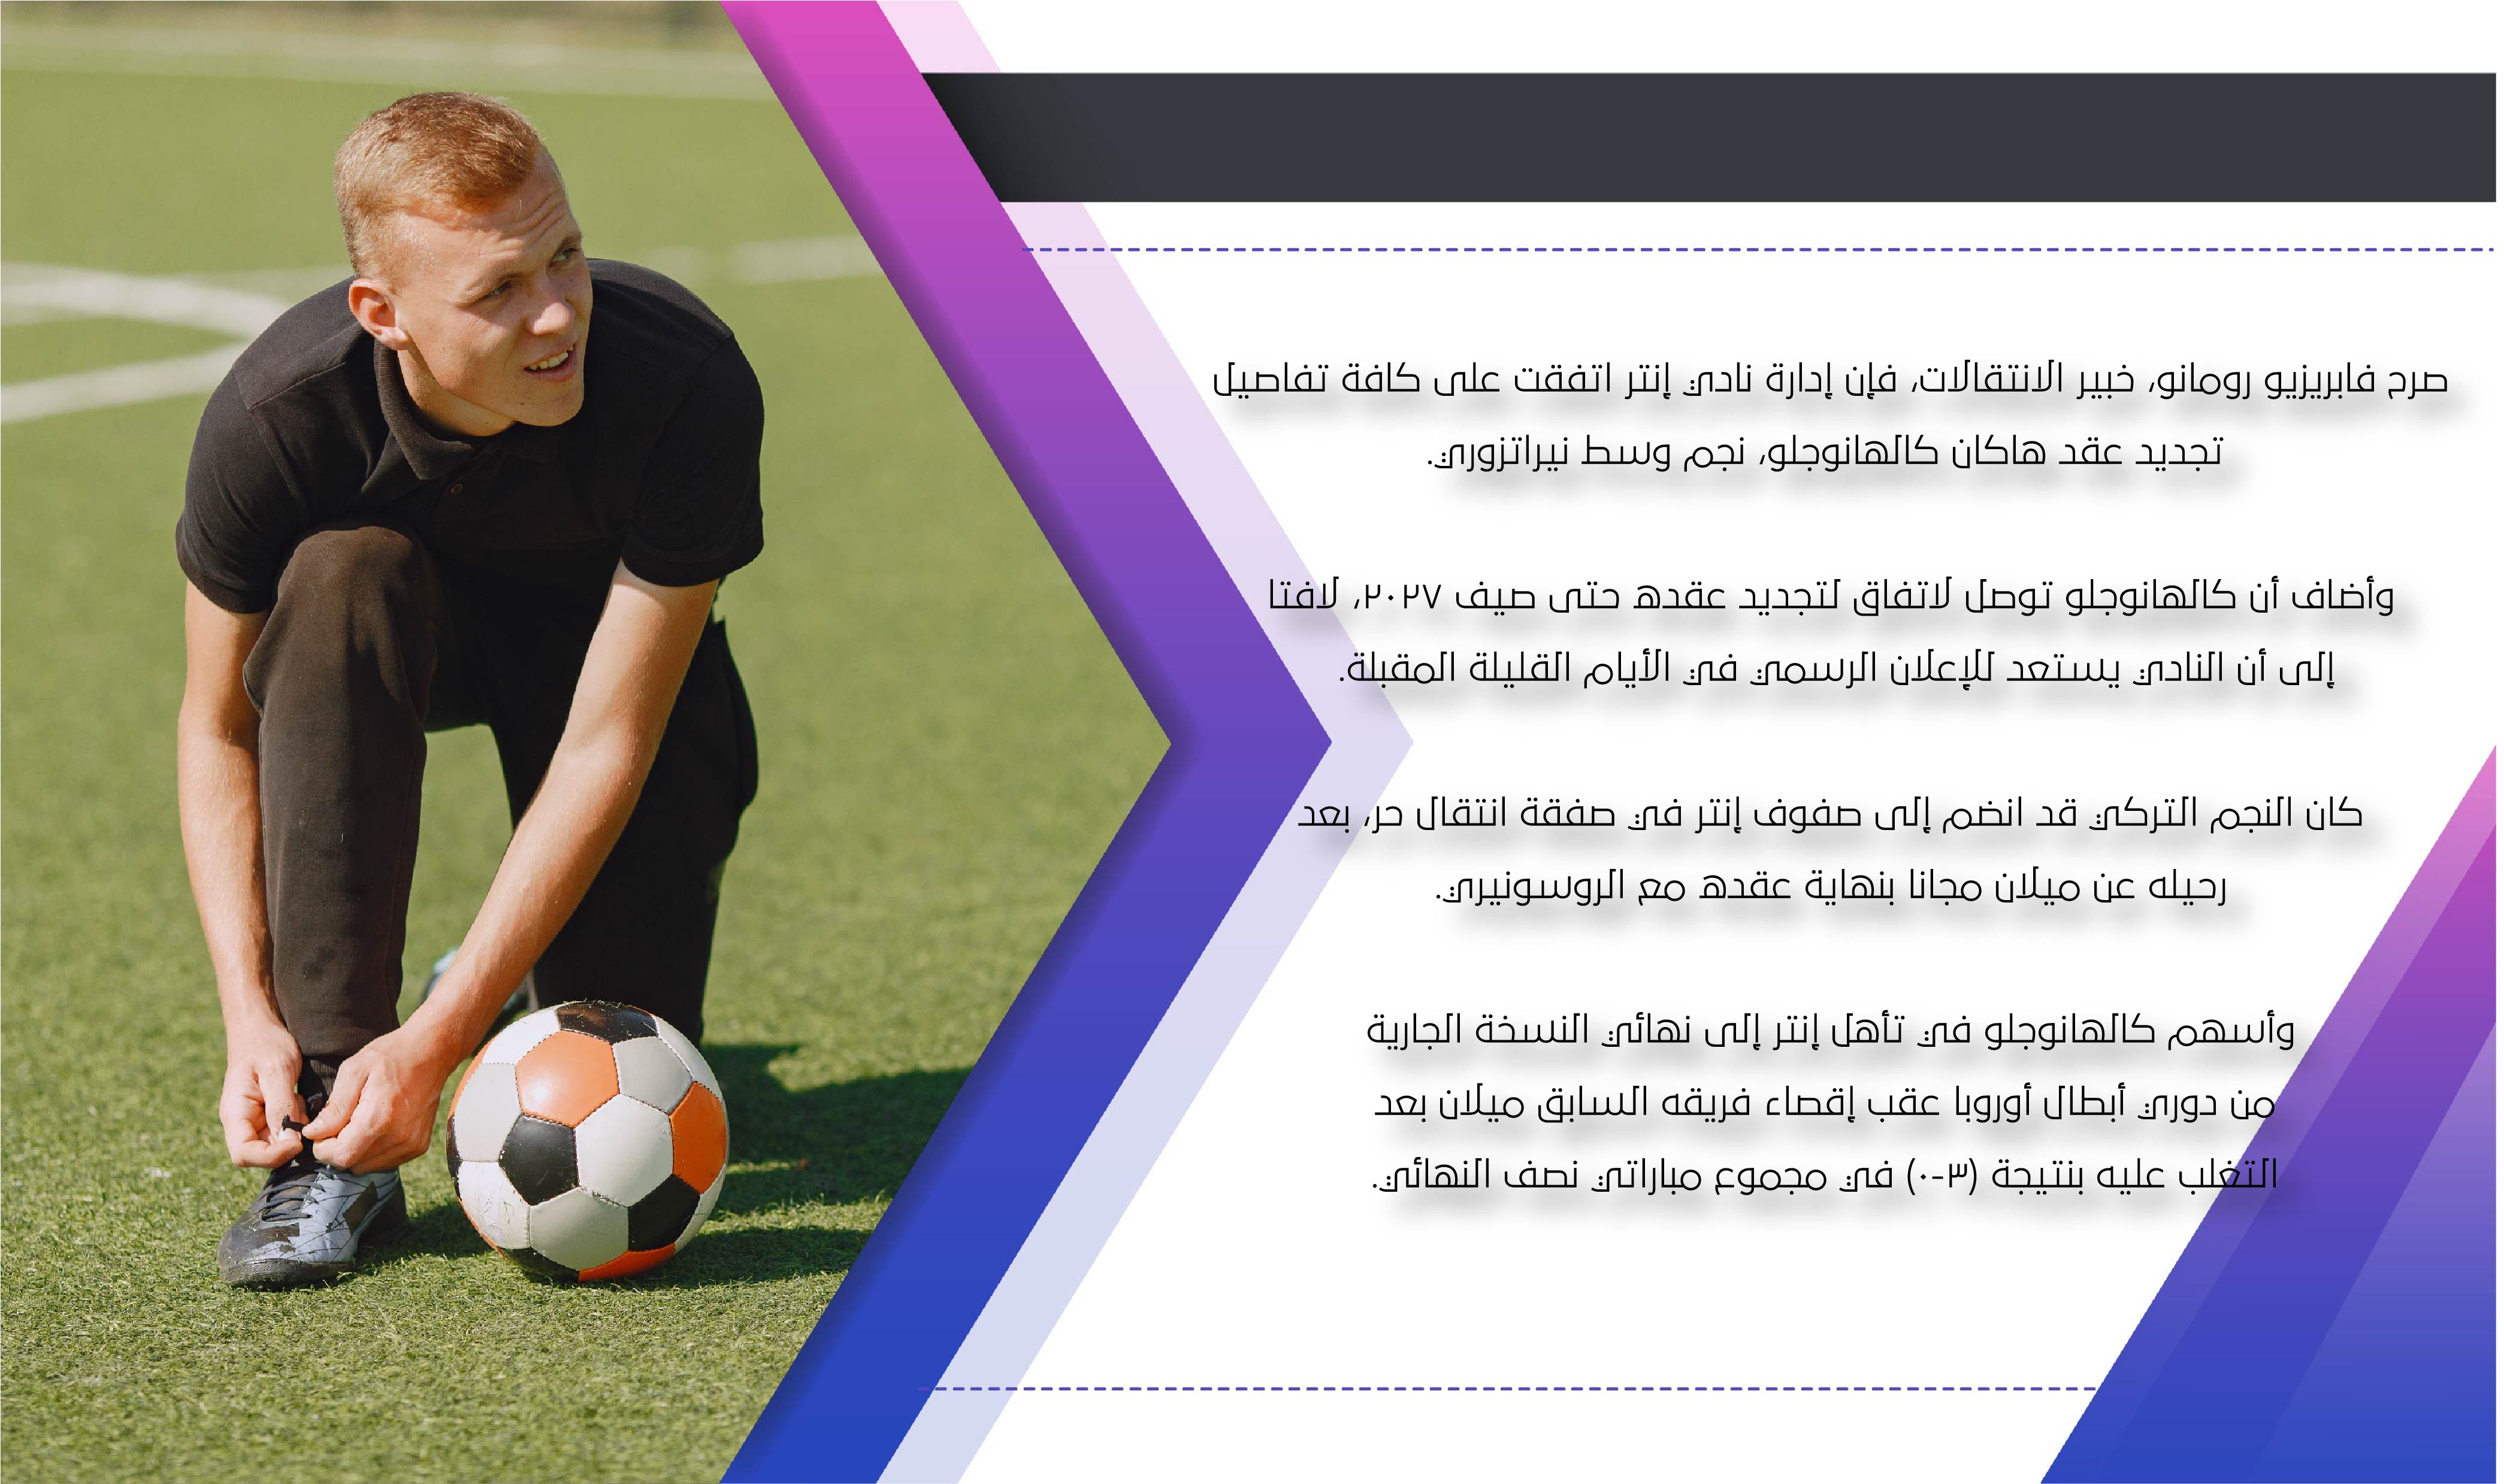 صرح فابريزيو رومانو، خبير الانتقالات، فإن إدارة نادي إنتر اتفقت على كافة تفاصيل
تجديد عقد هاكان كالهانوجلو، نجم وسط نيراتزوري.
وأضاف أن كالهانوجلو توصل لاتفاق لتجديد عقده حتى صيف ٢٠٢٧، لافتا
إلى أن النادي يستعد للإعلان الرسمي في الأيام القليلة المقبلة.
كان النجم التركي قد انضم إلى صفوف إنتر في صفقة انتقال حر، بعد
رحيله عن ميلان مجانا بنهاية عقده مع الروسونيري.
وأسهم كالهانوجلو في تأهل إنتر إلى نهائي النسخة الجارية
من دوري أبطال أوروبا عقب إقصاء فريقه السابق ميلان بعد
التغلب عليه بنتيجة (٣-٠) في مجموع مباراتي نصف النهائي.